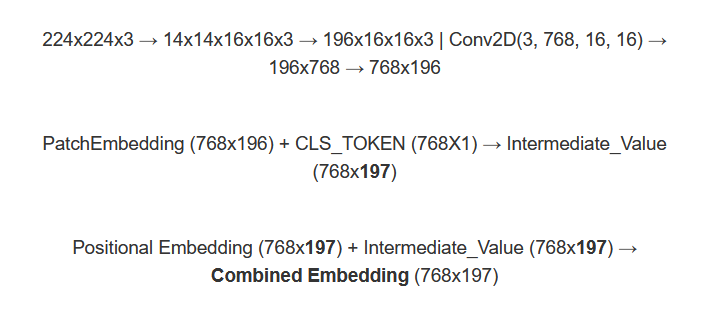 224x224x3 → 14x14x16x16x3 → 196x16x16x3 | Conv2D(3, 768, 16, 16) →
196x768 → 768x196
PatchEmbedding (768x196) + CLS_TOKEN (768X1) → Intermediate_Value
(768x197)
Positional Embedding (768x197) + Intermediate_Value (768x197) →
Combined Embedding (768x197)